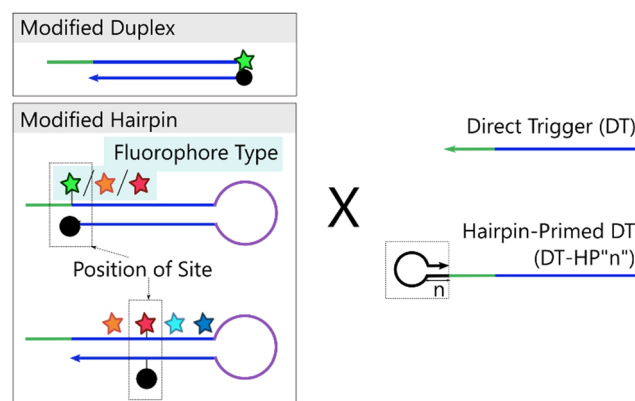 Modified Duplex
Modified Hairpin
Fluorophore Type
/ /
Position of Site
X
Direct Trigger (DT)
Hairpin-Primed DT
(DT-HP"n")
n